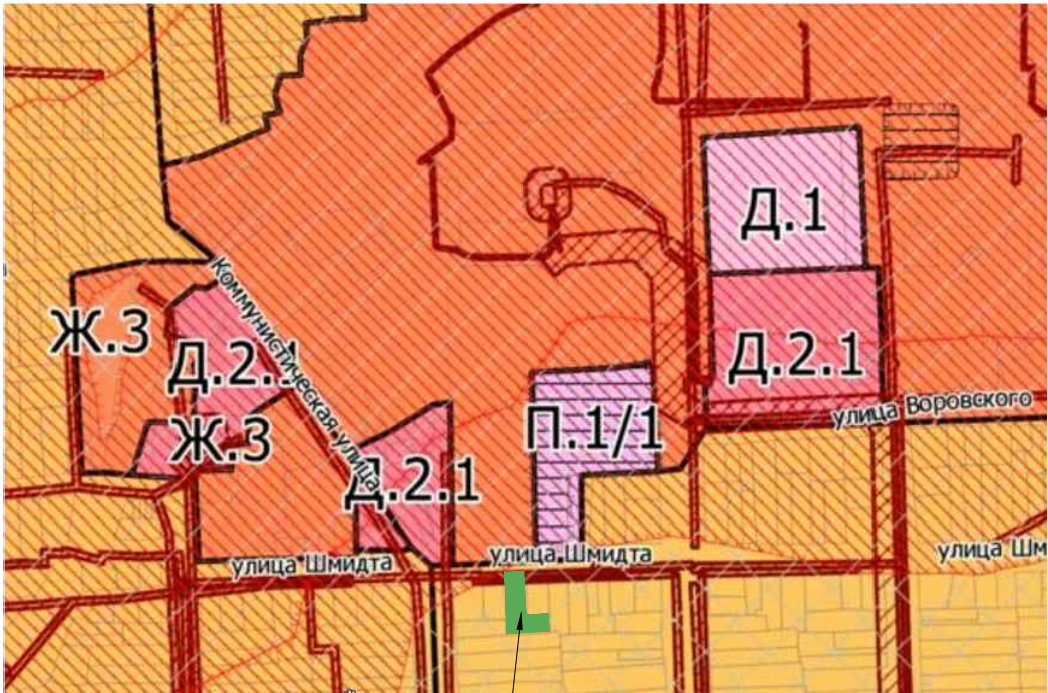 Д.1
Коммунистическая улица
Ж.3
Д.2.
Д.2.1
улица Воровского
П.1/1
Ж.3
Д.2.1
улица Шмидта
улица Шмидта
улица Шм